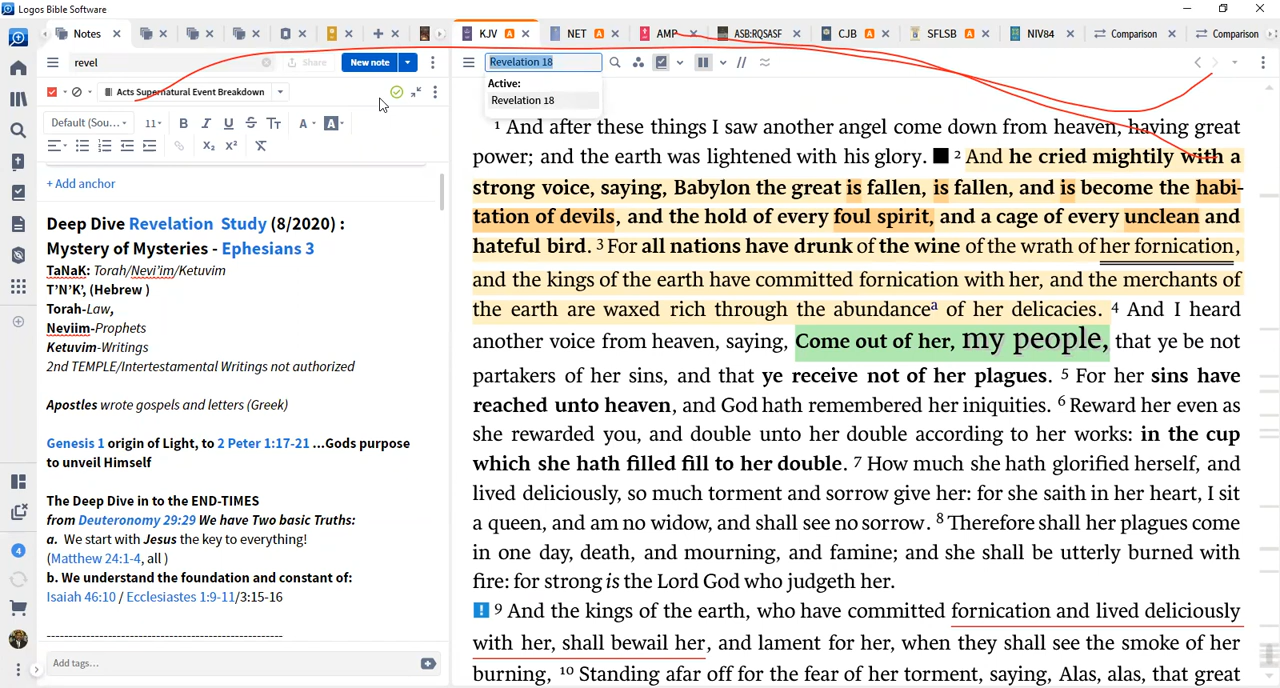 Logos Bible Software
Notes
KJV A
NET A
AMP
ASB:RQSASF
CJB A
SFLSB A
NIV84
Comparison
Comparison
revel
Share
New note
Revelation 18
Active:
Revelation 18
Acts Supernatural Event Breakdown
Default (Sou...
11
B I U S TT
A A
X₂ X²
+ Add anchor
Deep Dive Revelation Study (8/2020) :
Mystery of Mysteries - Ephesians 3
TaNaK: Torah/Nevi'im/Ketuvim
T'N'K', (Hebrew )
Torah-Law,
Neviim-Prophets
Ketuvim-Writings
2nd TEMPLE/Intertestamental Writings not authorized
Apostles wrote gospels and letters (Greek)
Genesis 1 origin of Light, to 2 Peter 1:17-21 ...Gods purpose
to unveil Himself
The Deep Dive in to the END-TIMES
from Deuteronomy 29:29 We have Two basic Truths:
a. We start with Jesus the key to everything!
(Matthew 24:1-4, all )
b. We understand the foundation and constant of:
Isaiah 46:10 / Ecclesiastes 1:9-11/3:15-16
----------------------------------------------------
Add tags...
4
1 And after these things I saw another angel come down from heaven, having great
power; and the earth was lightened with his glory. 2 And he cried mightily with a
strong voice, saying, Babylon the great is fallen, is fallen, and is become the habi-
tation of devils, and the hold of every foul spirit, and a cage of every unclean and
hateful bird. 3 For all nations have drunk of the wine of the wrath of her fornication,
and the kings of the earth have committed fornication with her, and the merchants of
the earth are waxed rich through the abundance a of her delicacies. 4 And I heard
another voice from heaven, saying, Come out of her, my people, that ye be not
partakers of her sins, and that ye receive not of her plagues. 5 For her sins have
reached unto heaven, and God hath remembered her iniquities. 6 Reward her even as
she rewarded you, and double unto her double according to her works: in the cup
which she hath filled fill to her double. 7 How much she hath glorified herself, and
lived deliciously, so much torment and sorrow give her: for she saith in her heart, I sit
a queen, and am no widow, and shall see no sorrow. 8 Therefore shall her plagues come
in one day, death, and mourning, and famine; and she shall be utterly burned with
fire: for strong is the Lord God who judgeth her.
9 And the kings of the earth, who have committed fornication and lived deliciously
with her, shall bewail her, and lament for her, when they shall see the smoke of her
burning, 10 Standing afar off for the fear of her torment, saying, Alas, alas, that great